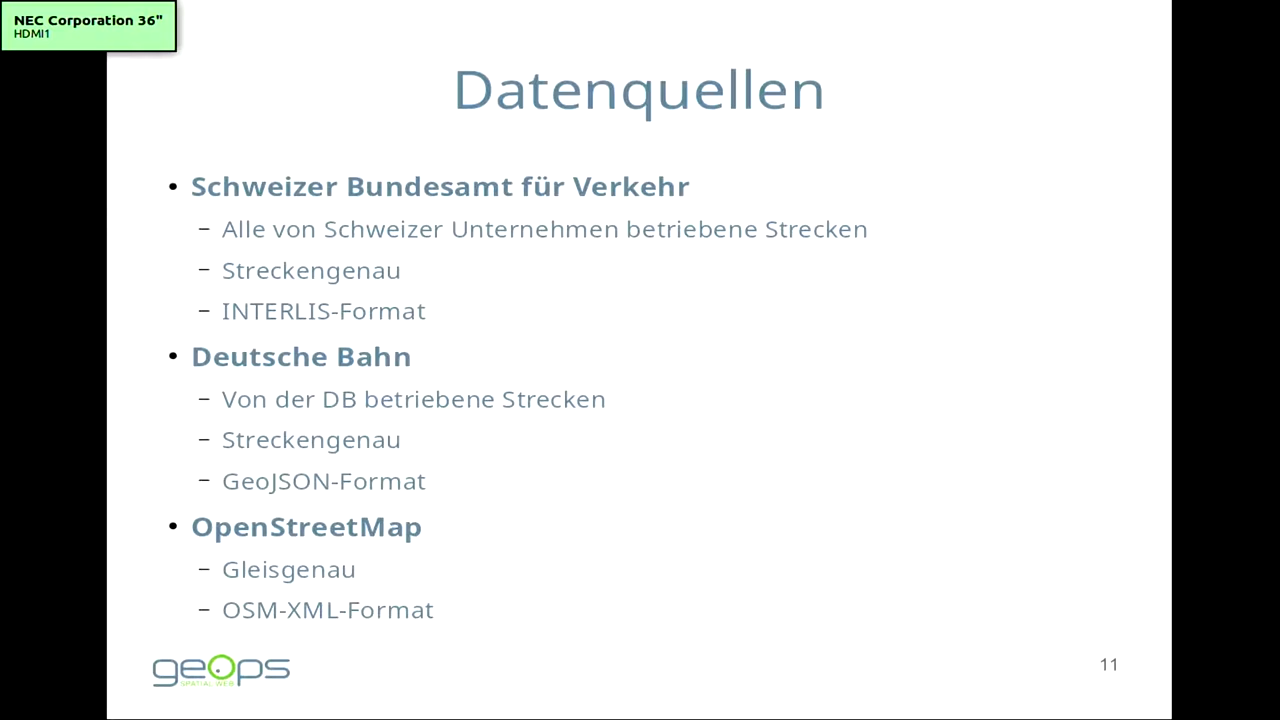 NEC Corporation 36"
HDMI1
Datenquellen
• Schweizer Bundesamt für Verkehr
– Alle von Schweizer Unternehmen betriebene Strecken
– Streckengenau
– INTERLIS-Format
• Deutsche Bahn
– Von der DB betriebene Strecken
– Streckengenau
– GeoJSON-Format
• OpenStreetMap
– Gleisgenau
– OSM-XML-Format
geOps
SPATIAL WEB
11